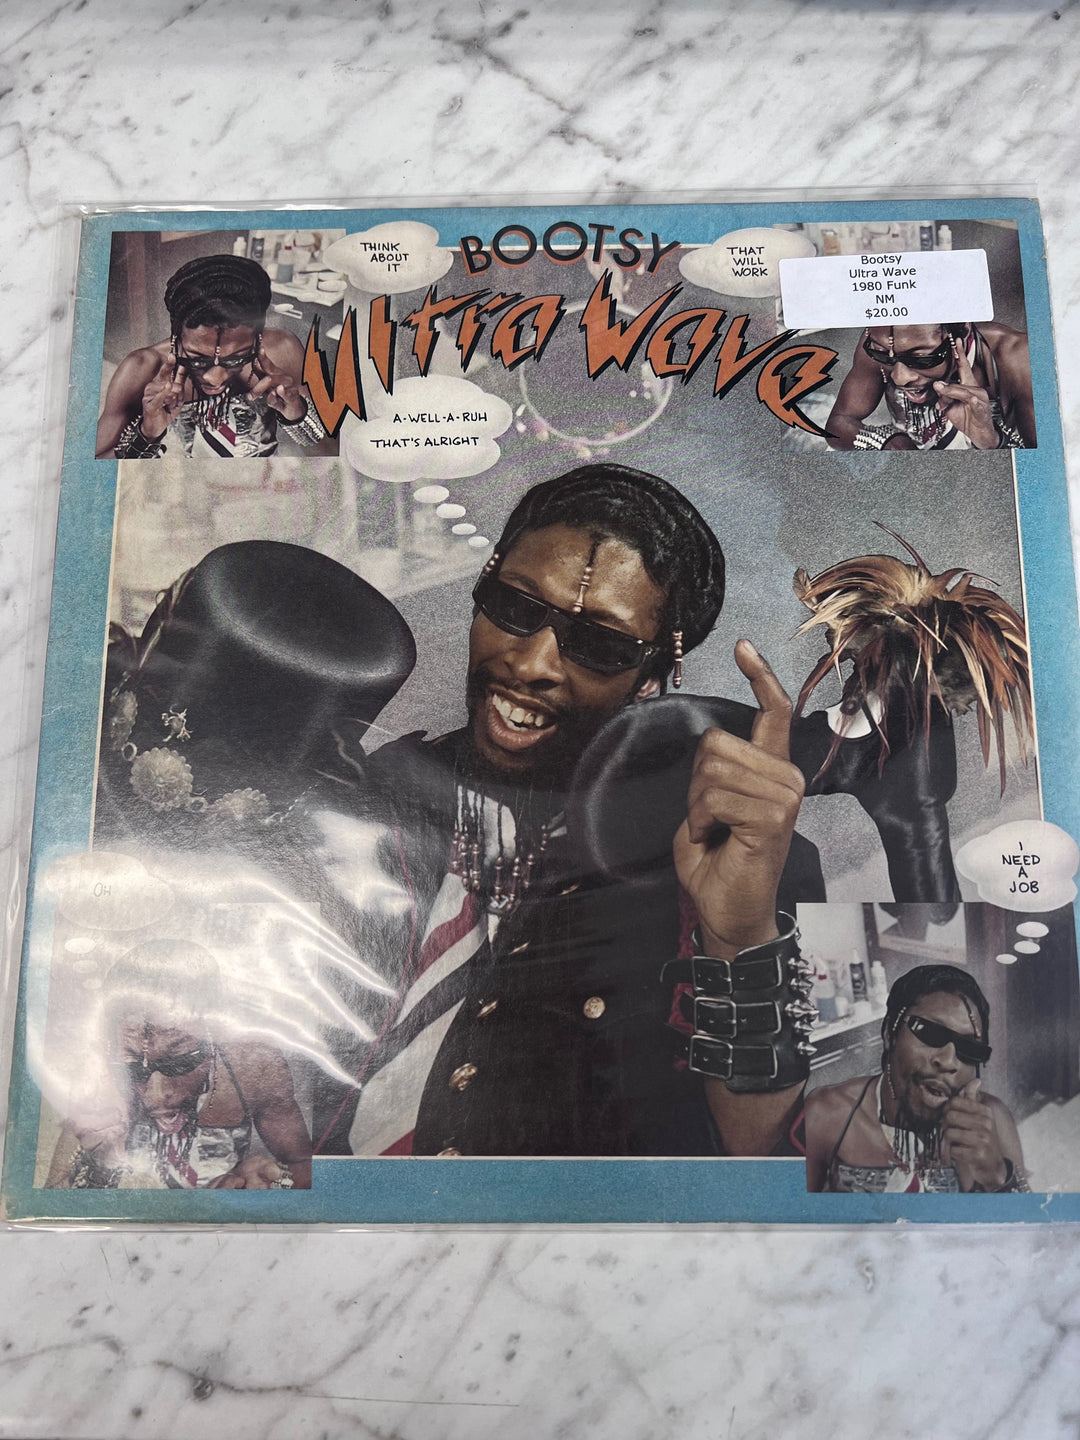 BOOTSY
Ultra Wave
THINK
ABOUT
IT
THAT
WILL
WORK
Bootsy
Ultra Wave
1980 Funk
NM
$20.00
A-WELL-A-RUH
THAT'S ALRIGHT
OH
I
NEED
A
JOB